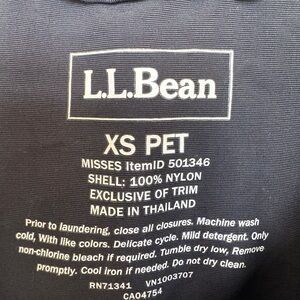 L.L.Bean
XS PET
MISSES ItemID 501346
SHELL: 100% NYLON
EXCLUSIVE OF TRIM
MADE IN THAILAND
Prior to laundering, close all closures. Machine wash
cold, With like colors. Delicate cycle. Mild detergent. Only
non-chlorine bleach if required. Tumble dry low, Remove
promptly. Cool iron if needed. Do not dry clean.
RN71341 VN1003707
CA04754